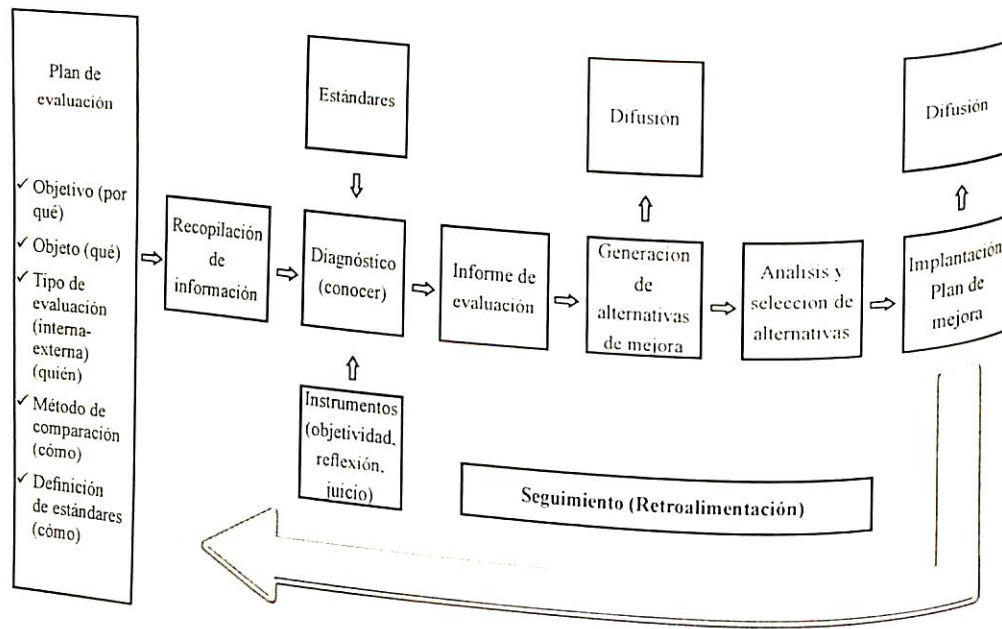 Plan de
evaluación
✓ Objetivo (por
qué)
✓ Objeto (qué)
✓ Tipo de
evaluación
(interna-
externa)
(quién)
✓ Método de
comparación
(cómo)
✓ Definición
de estándares
(cómo)
Recopilación
de
información
Estándares
Diagnóstico
(conocer)
Instrumentos
(objetividad,
reflexión,
juicio)
Informe de
evaluación
Difusión
Generacion
de
alternativas
de mejora
Analisis y
seleccion de
alternativas
Difusión
Implantación
Plan de
mejora
Seguimiento (Retroalimentación)